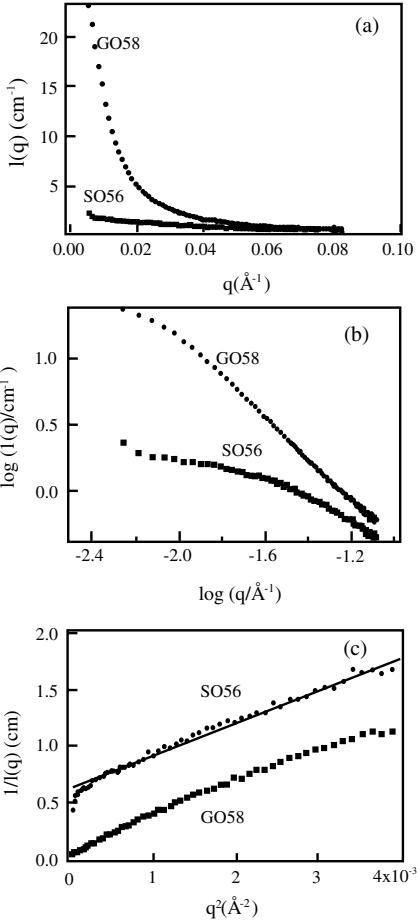 (a)
20
15
10
5
I(q) (cm⁻¹)
GO58
SO56
0.00 0.02 0.04 0.06 0.08 0.10
q(Å⁻¹)
(b)
1.0
0.5
0.0
log (I(q)/cm⁻¹ )
GO58
SO56
-2.4 -2.0 -1.6 -1.2
log (q/Å⁻¹)
(c)
2.0
1.5
1.0
0.5
0.0
1/I(q) (cm)
SO56
GO58
0 1 2 3 4x10⁻³
q²(Å⁻²)